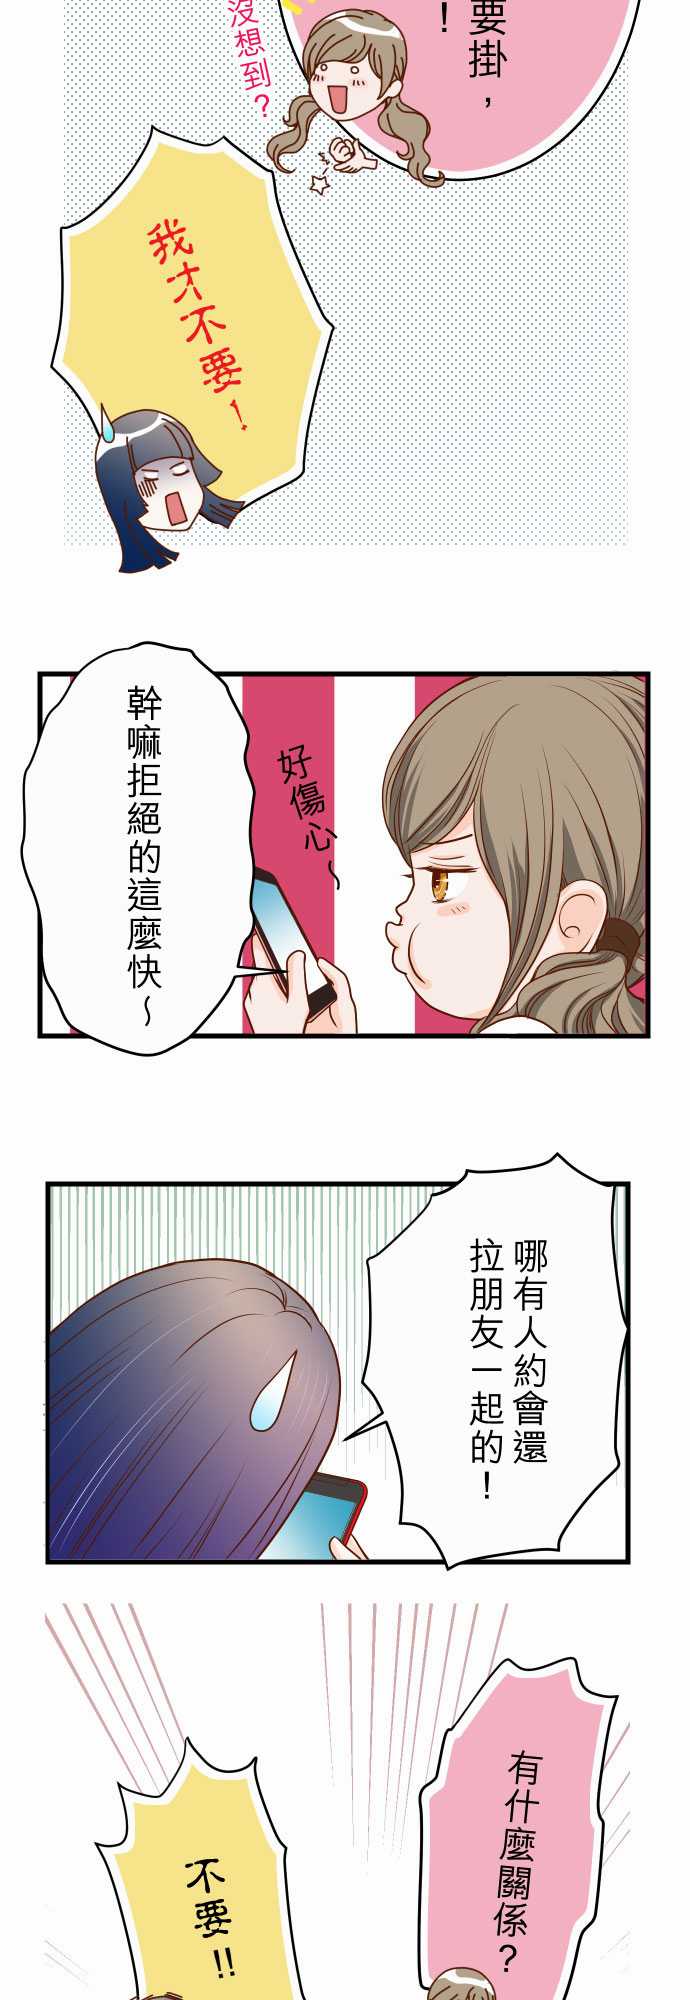 要掛，
！
沒想到？
我才不要！
好傷心～
幹嘛拒絕的這麼快～
哪有人約會還
拉朋友一起的！
有什麼關係？
不要！！